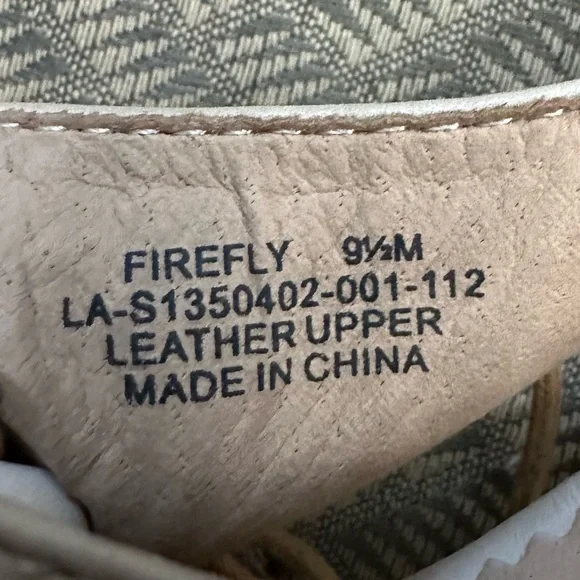 FIREFLY 9½M
LA-S1350402-001-112
LEATHER UPPER
MADE IN CHINA